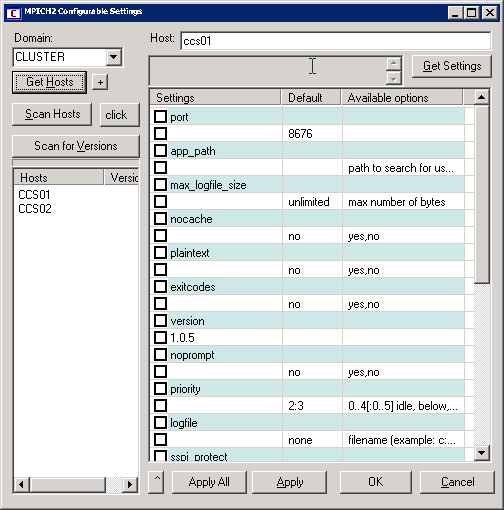 MPICH2 Configurable Settings
Domain:
CLUSTER
Host: ccs01
Get Hosts +
Get Settings
Scan Hosts click
Scan for Versions
Hosts Versio
CCS01
CCS02
Settings Default Available options
port
8676
app_path
path to search for us...
max_logfile_size
unlimited max number of bytes
nocache
no yes,no
plaintext
no yes,no
exitcodes
no yes,no
version
1.0.5
noprompt
no yes,no
priority
2:3 0..4[:0..5] idle, below,...
logfile
none filename (example: c:...
sspi_protect
^ Apply All Apply OK Cancel